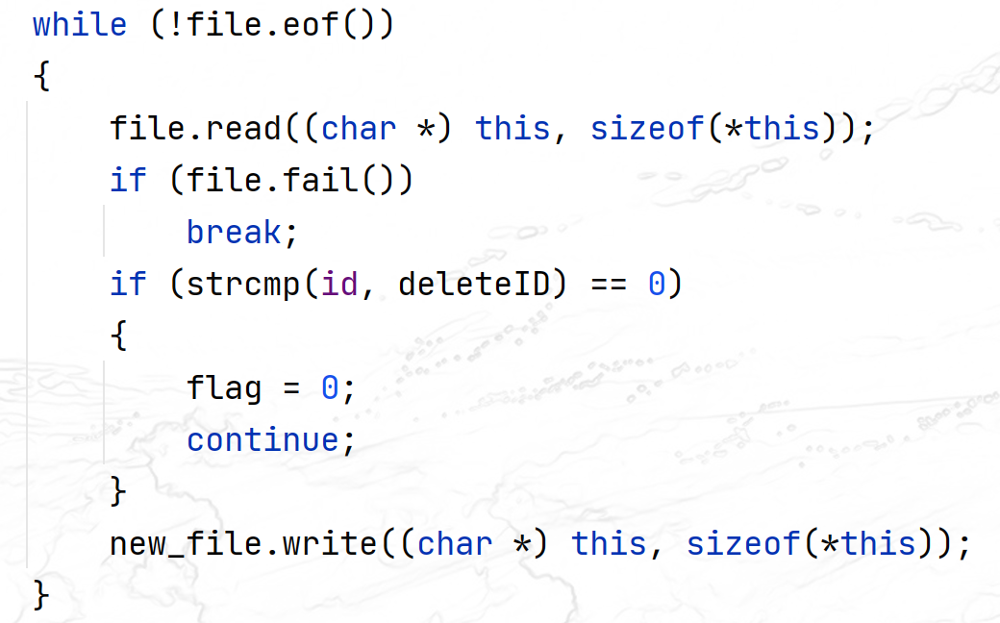 while (!file.eof())
{
    file.read((char *) this, sizeof(*this));
    if (file.fail())
        break;
    if (strcmp(id, deleteID) == 0)
    {
        flag = 0;
        continue;
    }
    new_file.write((char *) this, sizeof(*this));
}